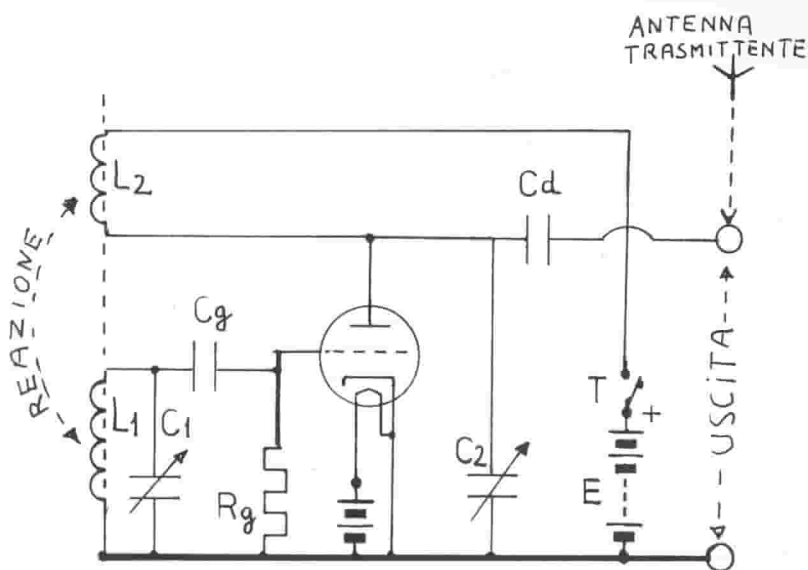 ANTENNA
TRASMITTENTE
L2
Cd
REAZIONE
Cg
L1
C1
Rg
C2
T
+
E
USCITA